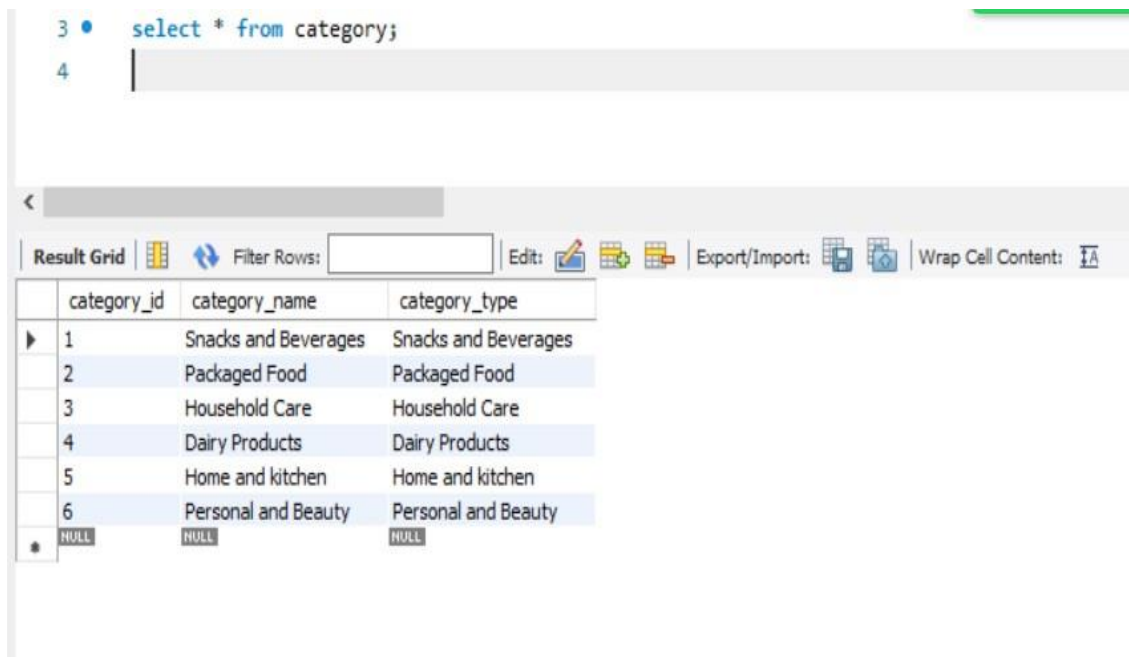 3 select * from category;
4
Result Grid Filter Rows: Edit: Export/Import: Wrap Cell Content: IA
category_id category_name category_type
1 Snacks and Beverages Snacks and Beverages
2 Packaged Food Packaged Food
3 Household Care Household Care
4 Dairy Products Dairy Products
5 Home and kitchen Home and kitchen
6 Personal and Beauty Personal and Beauty
NULL NULL NULL